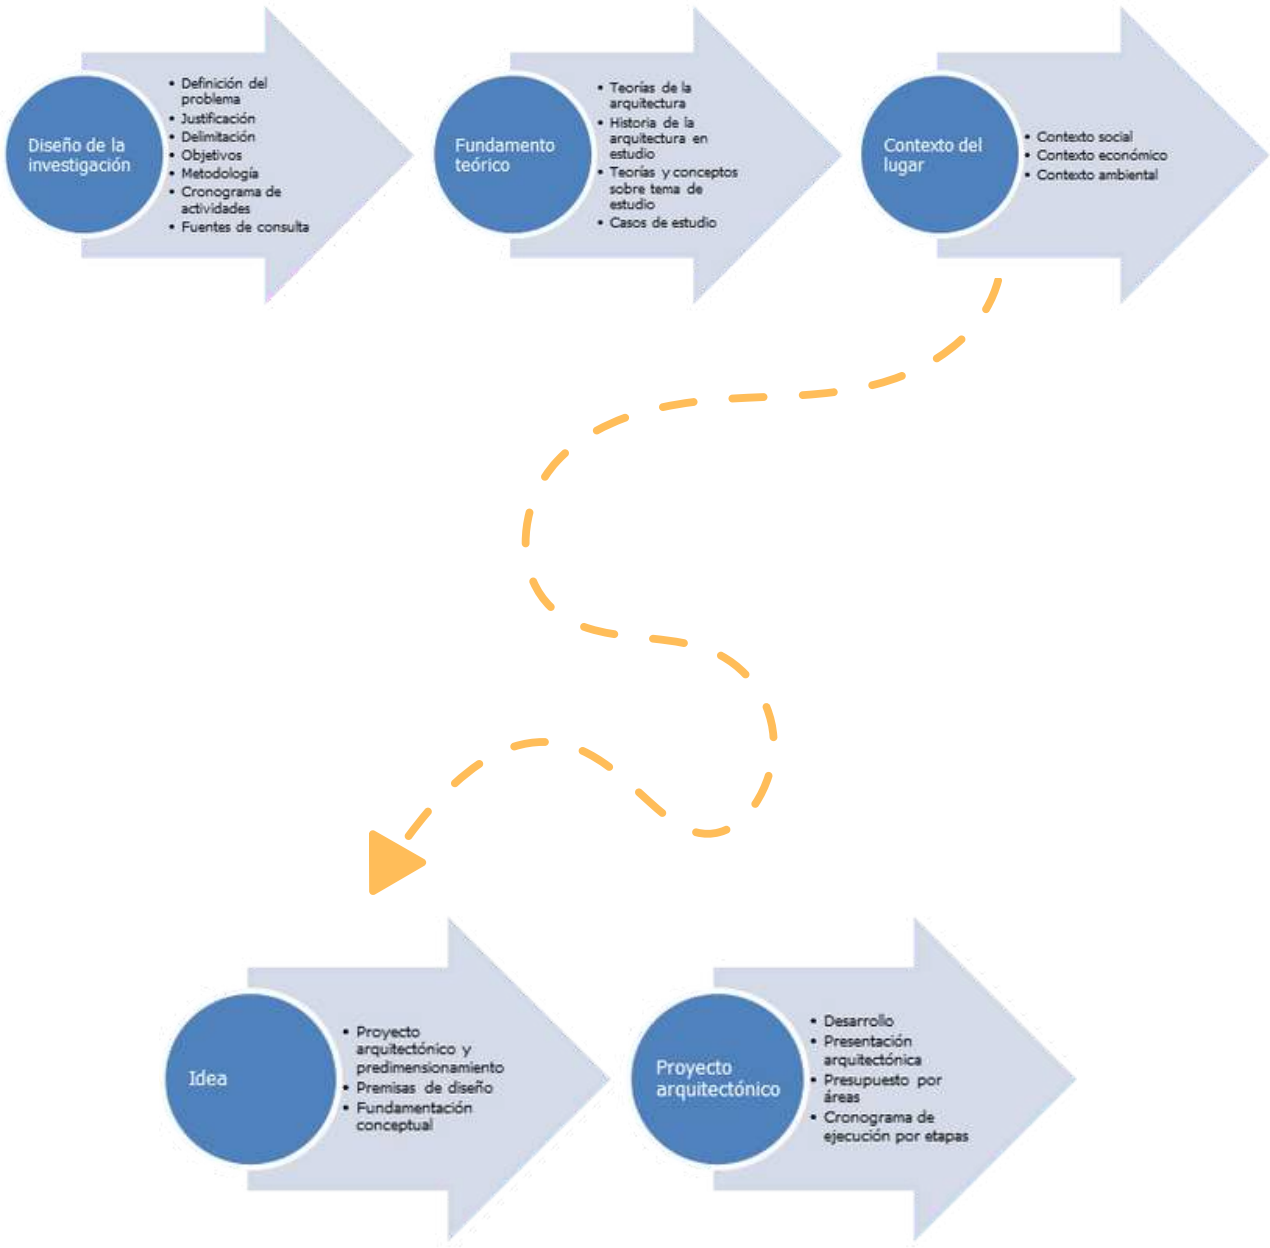 Diseño de la
investigación
• Definición del
problema
• Justificación
• Delimitación
• Objetivos
• Metodología
• Cronograma de
actividades
• Fuentes de consulta
Fundamento
teórico
• Teorías de la
arquitectura
• Historia de la
arquitectura en
estudio
• Teorías y conceptos
sobre tema de
estudio
• Casos de estudio
Contexto del
lugar
• Contexto social
• Contexto económico
• Contexto ambiental
Idea
• Proyecto
arquitectónico y
predimensionamiento
• Premisas de diseño
• Fundamentación
conceptual
Proyecto
arquitectónico
• Desarrollo
• Presentación
arquitectónica
• Presupuesto por
áreas
• Cronograma de
ejecución por etapas